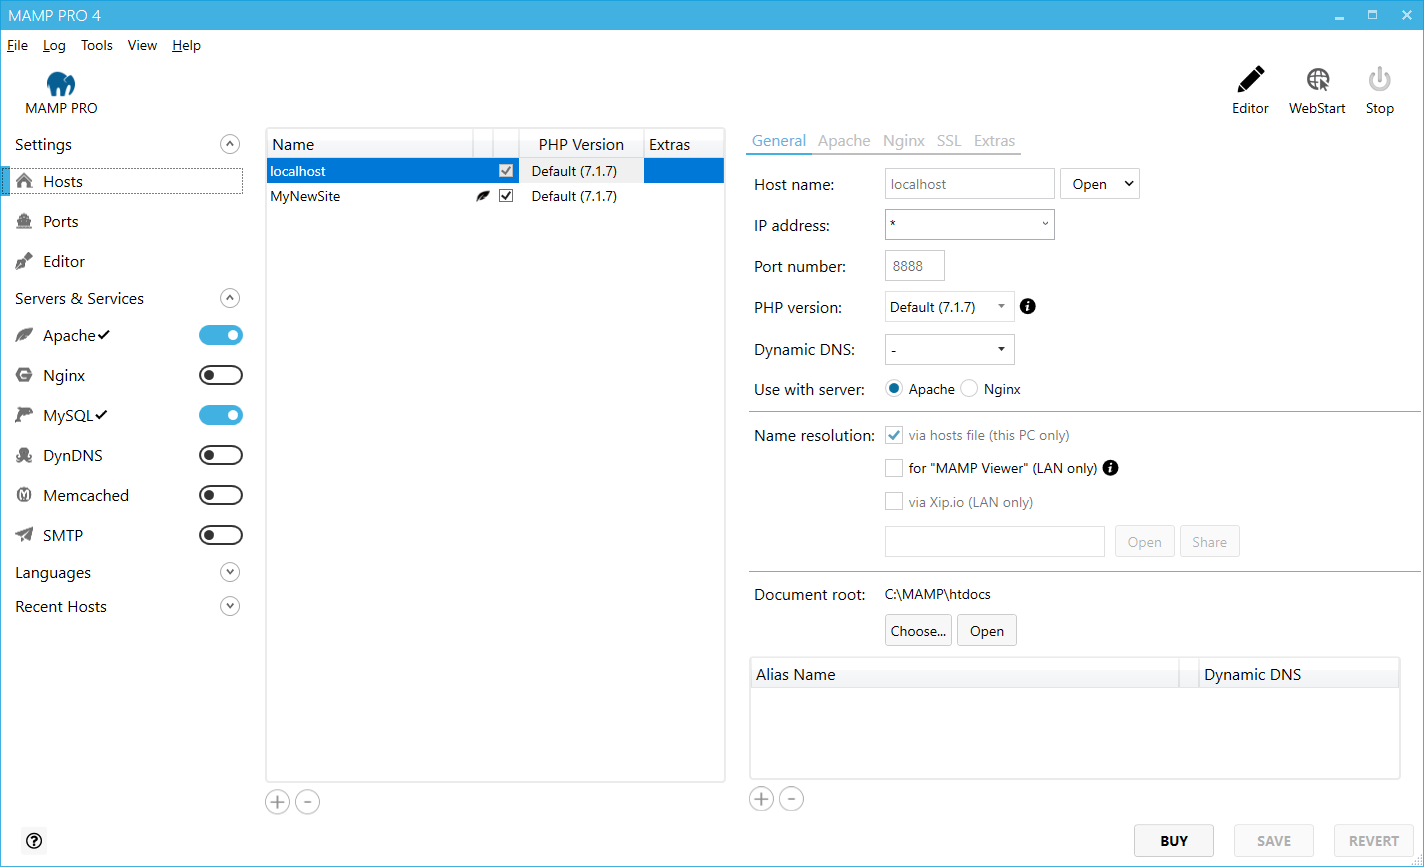 MAMP PRO 4
File Log Tools View Help
MAMP PRO
Editor WebStart Stop
Settings
Hosts
Ports
Editor
Servers & Services
Apache
Nginx
MySQL
DynDNS
Memcached
SMTP
Languages
Recent Hosts
Name PHP Version Extras
localhost Default (7.1.7)
MyNewSite Default (7.1.7)
General Apache Nginx SSL Extras
Host name: localhost Open
IP address: *
Port number: 8888
PHP version: Default (7.1.7)
Dynamic DNS: -
Use with server: Apache Nginx
Name resolution: via hosts file (this PC only)
for "MAMP Viewer" (LAN only)
via Xip.io (LAN only)
Open Share
Document root: C:\MAMP\htdocs
Choose... Open
Alias Name Dynamic DNS
BUY SAVE REVERT